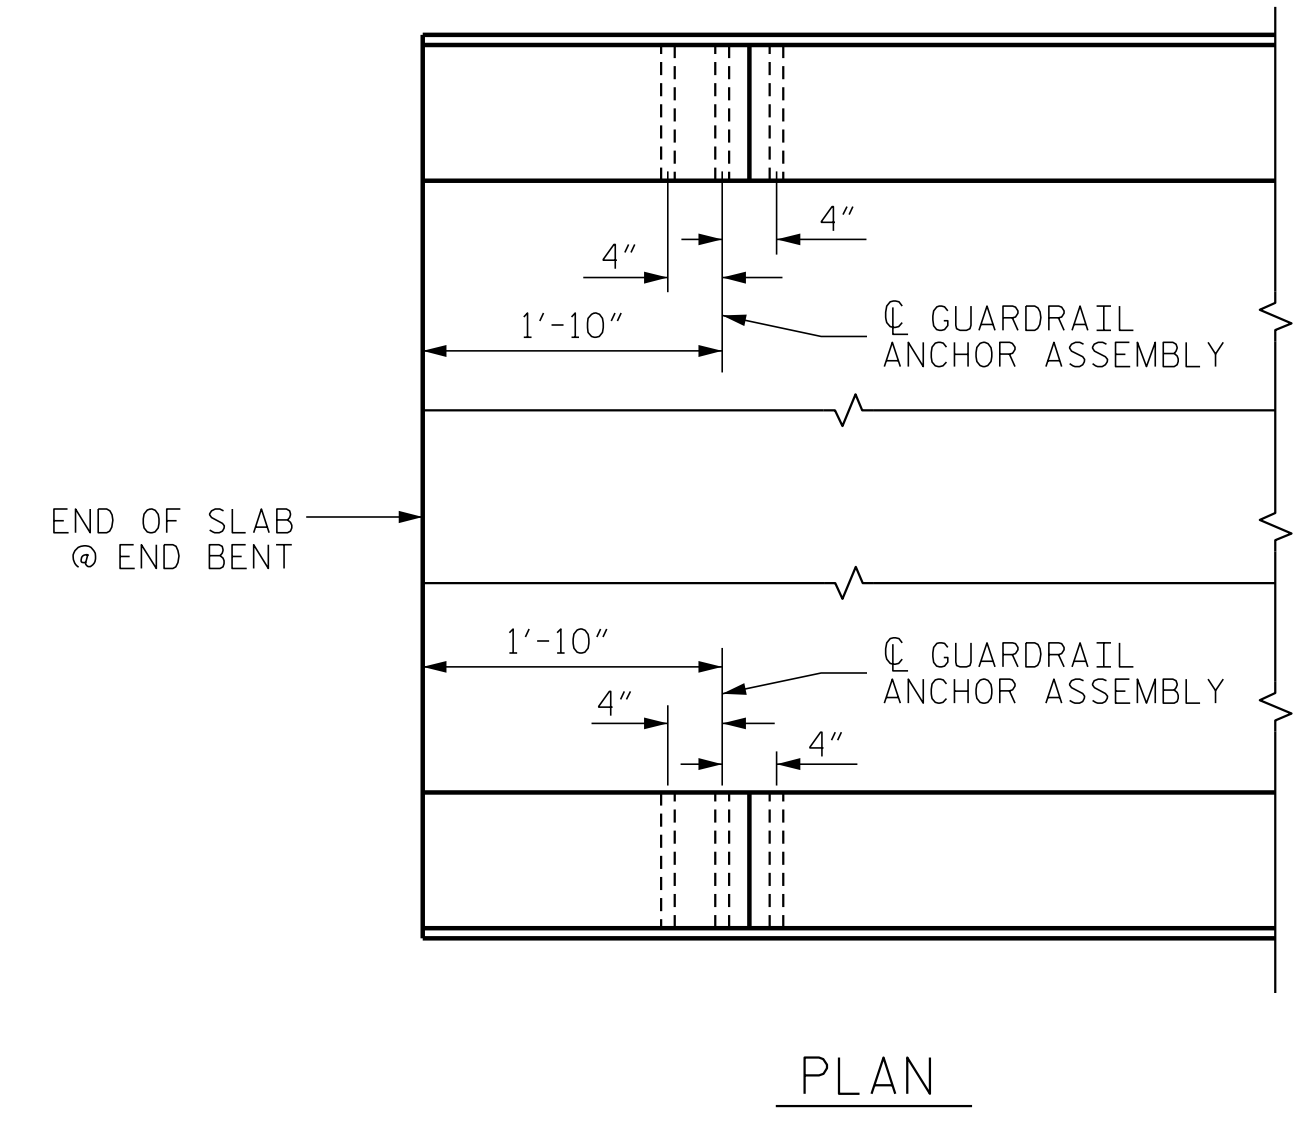 4"
4"
1'-10"
℄ GUARDRAIL
ANCHOR ASSEMBLY
END OF SLAB
@ END BENT
1'-10"
℄ GUARDRAIL
ANCHOR ASSEMBLY
4"
4"
PLAN